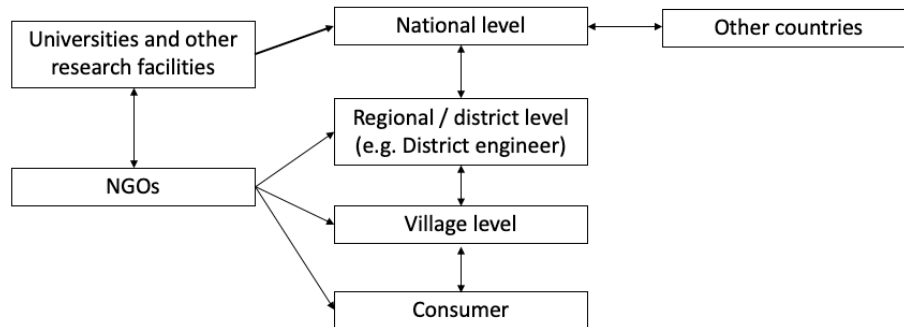 Universities and other
research facilities
National level
Other countries
Regional / district level
(e.g. District engineer)
NGOs
Village level
Consumer